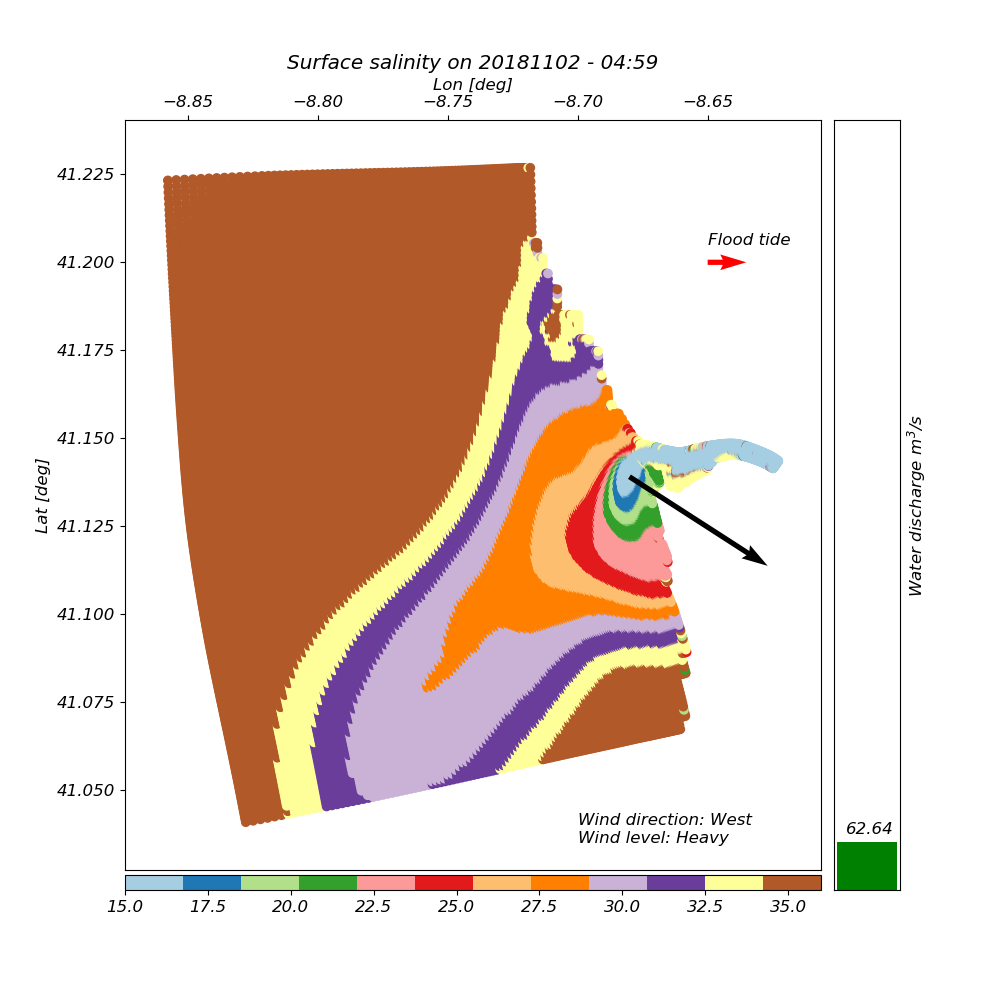 Surface salinity on 20181102 - 04:59
Lon [deg]
−8.85 −8.80 −8.75 −8.70 −8.65
41.225
41.200
41.175
41.150
41.125
41.100
41.075
41.050
Lat [deg]
Flood tide
Wind direction: West
Wind level: Heavy
15.0 17.5 20.0 22.5 25.0 27.5 30.0 32.5 35.0
62.64
Water discharge m³/s